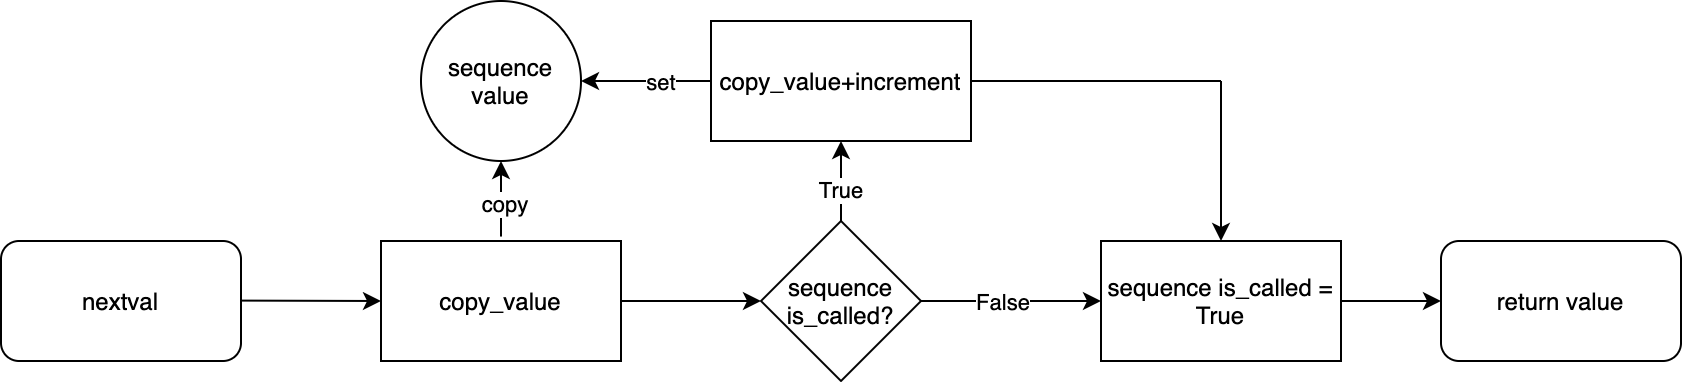 sequence
value
set
copy_value+increment
True
copy
nextval
copy_value
sequence
is_called?
False
sequence is_called =
True
return value